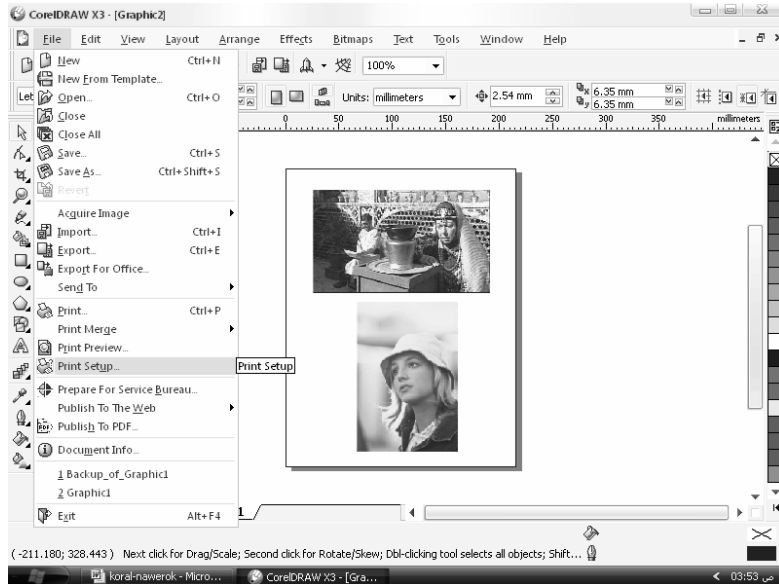 CorelDRAW X3 - [Graphic2]
File Edit View Layout Arrange Effects Bitmaps Text Tools Window Help
New Ctrl+N
New From Template...
Open... Ctrl+O
Close
Close All
Save... Ctrl+S
Save As... Ctrl+Shift+S
Revert
Acquire Image
Import... Ctrl+I
Export... Ctrl+E
Export For Office...
Send To
Print... Ctrl+P
Print Merge
Print Preview...
Print Setup...
Prepare For Service Bureau...
Publish To The Web
Publish To PDF...
Document Info...
1 Backup_of_Graphic1
2 Graphic1
Exit Alt+F4
Print Setup
100%
Let
Units: millimeters
2.54 mm
6.35 mm
6.35 mm
0 50 100 150 200 250 300 350 millimeters
1
(-211.180; 328.443) Next click for Drag/Scale; Second click for Rotate/Skew; Dbl-clicking tool selects all objects; Shift...
koral-nawerok - Micro... CorelDRAW X3 - [Gra... 03:53 ص